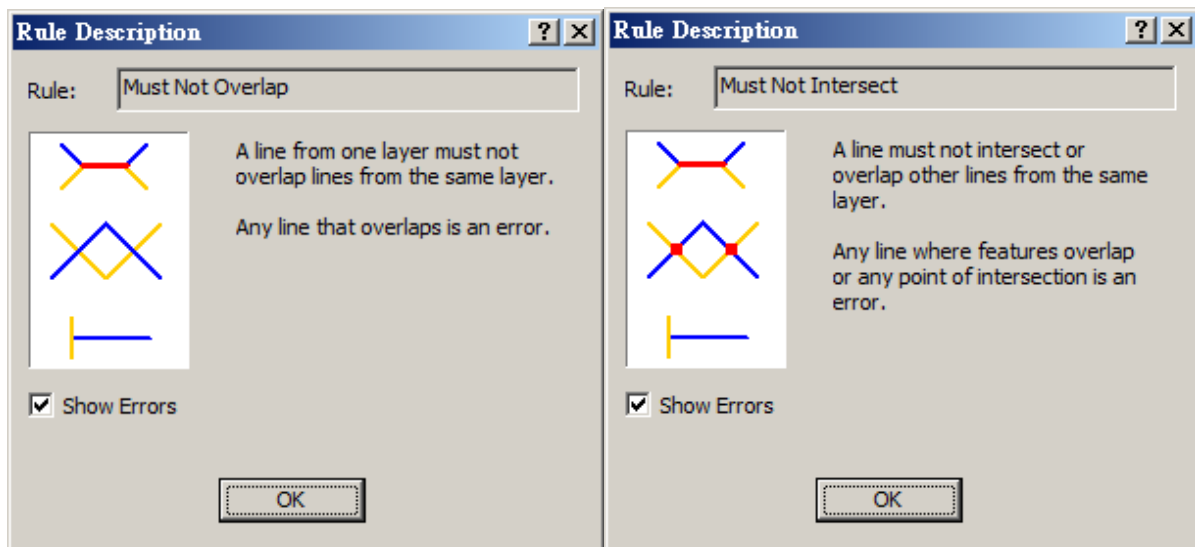 Rule Description
Rule: Must Not Overlap
A line from one layer must not
overlap lines from the same layer.
Any line that overlaps is an error.
Show Errors
OK
Rule Description
Rule: Must Not Intersect
A line must not intersect or
overlap other lines from the same
layer.
Any line where features overlap
or any point of intersection is an
error.
Show Errors
OK